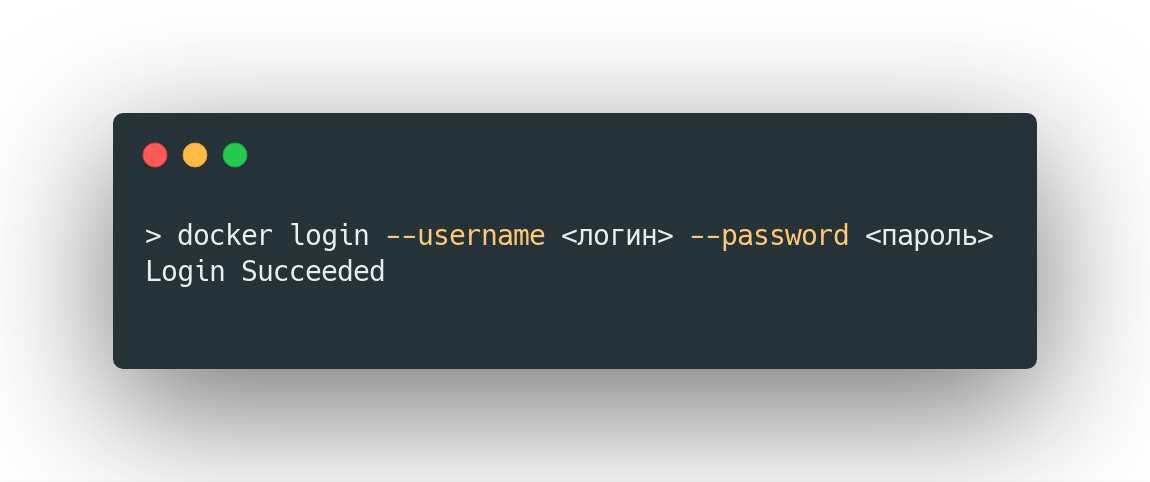 > docker login --username <логин> --password <пароль>
Login Succeeded